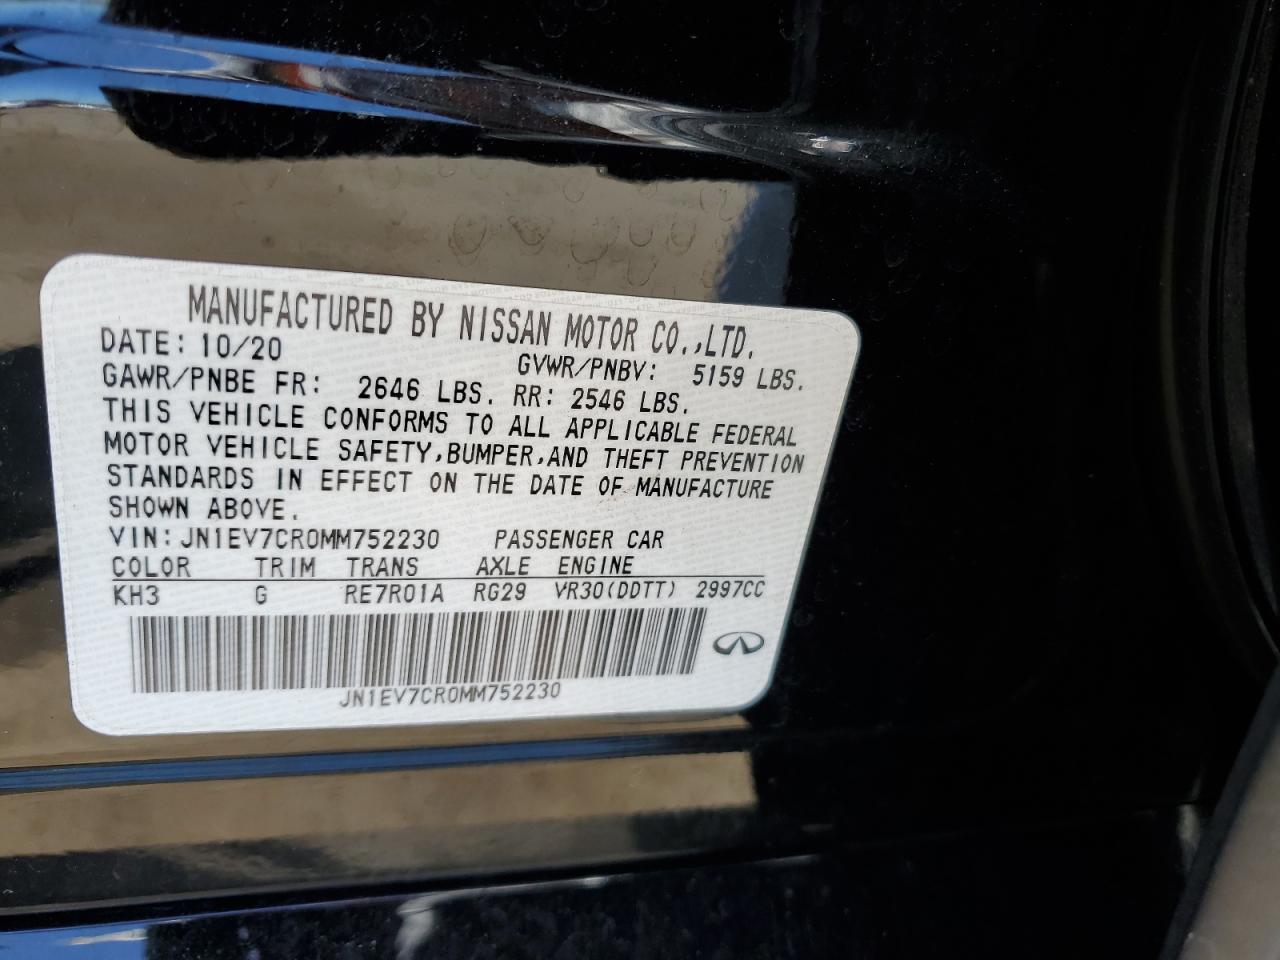 MANUFACTURED BY NISSAN MOTOR CO.,LTD.
DATE: 10/20 GVWR/PNBV: 5159 LBS.
GAWR/PNBE FR: 2646 LBS. RR: 2546 LBS.
THIS VEHICLE CONFORMS TO ALL APPLICABLE FEDERAL
MOTOR VEHICLE SAFETY,BUMPER,AND THEFT PREVENTION
STANDARDS IN EFFECT ON THE DATE OF MANUFACTURE
SHOWN ABOVE.
VIN:JN1EV7CR0MM752230 PASSENGER CAR
COLOR TRIM TRANS AXLE ENGINE
KH3 G RE7R01A RG29 VR30(DDTT) 2997CC
JN1EV7CR0MM752230